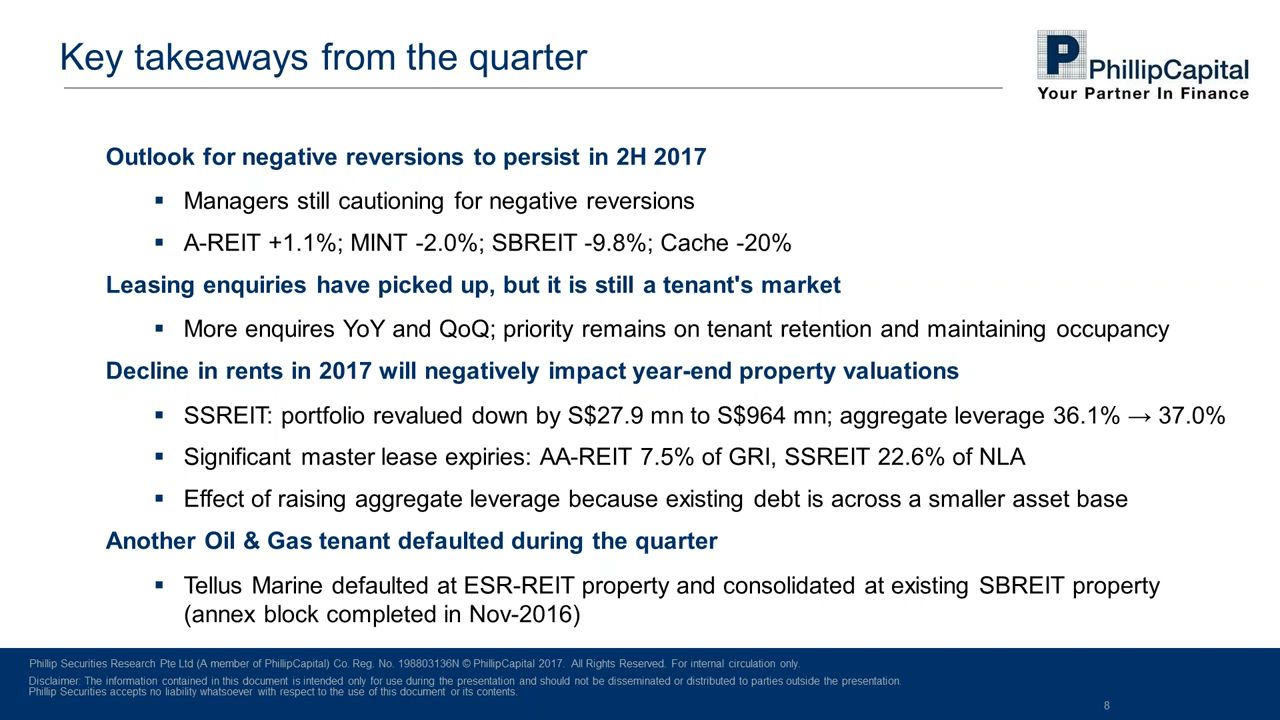 Key takeaways from the quarter
P
PhillipCapital
Your Partner In Finance
Outlook for negative reversions to persist in 2H 2017
▪ Managers still cautioning for negative reversions
▪ A-REIT +1.1%; MINT -2.0%; SBREIT -9.8%; Cache -20%
Leasing enquiries have picked up, but it is still a tenant's market
▪ More enquires YoY and QoQ; priority remains on tenant retention and maintaining occupancy
Decline in rents in 2017 will negatively impact year-end property valuations
▪ SSREIT: portfolio revalued down by S$27.9 mn to S$964 mn; aggregate leverage 36.1% → 37.0%
▪ Significant master lease expiries: AA-REIT 7.5% of GRI, SSREIT 22.6% of NLA
▪ Effect of raising aggregate leverage because existing debt is across a smaller asset base
Another Oil & Gas tenant defaulted during the quarter
▪ Tellus Marine defaulted at ESR-REIT property and consolidated at existing SBREIT property
(annex block completed in Nov-2016)
Phillip Securities Research Pte Ltd (A member of PhillipCapital) Co. Reg. No. 198803136N © PhillipCapital 2017. All Rights Reserved. For internal circulation only.
Disclaimer: The information contained in this document is intended only for use during the presentation and should not be disseminated or distributed to parties outside the presentation.
Phillip Securities accepts no liability whatsoever with respect to the use of this document or its contents.
8